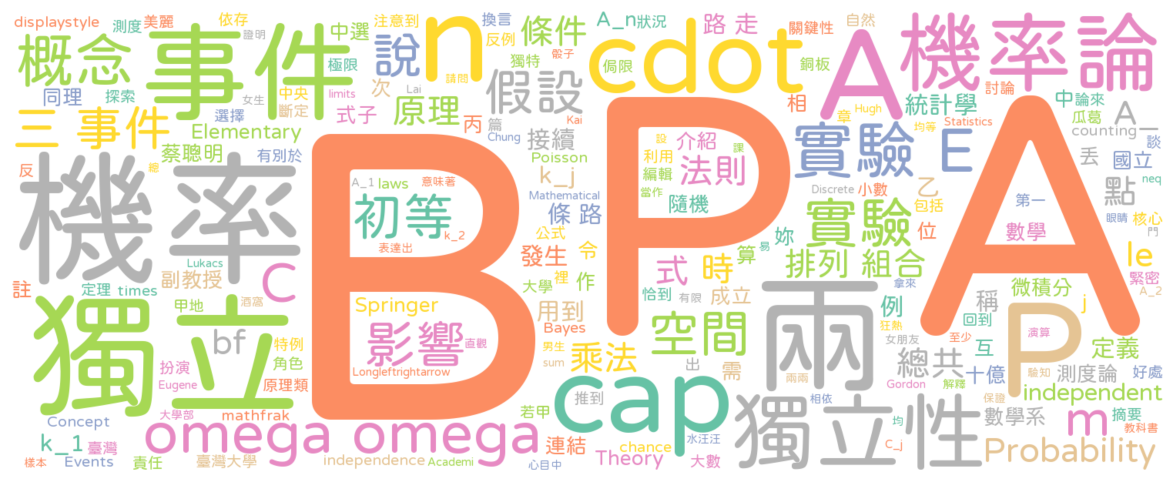 displaystyle 測度 美麗 依存 注意到 換言 A_n 狀況 路 走 關鍵性 自然
概念 事件 證明 中選 說 n 反例 條件 cdot 侷限 銅板 A 機率論
同理 探索 極限 女生 獨特 骰子 請問 討論
三 事件 選擇 中央 斷定 次 limits Lai 假設 相 中 論來 瓜葛 A_
式子 原理 丙 篇 章 Hugh 統計學 counting
Elementary 蔡聰明 有別於 Kai Chung 接續 介紹 實驗 E 均等 Statistics 丟 國立 談
反 粗 Poisson 利用 設 課 乙 點 neq
機率 A_1 laws 意味著 k_j 編輯 法則 當作 Discrete 小數 第一
初等 Mathematical 隨機 包括 眼睛 核心 門
Lukacs 公式 k_2 條 路 令 妳 實驗 位 數學 le 緊密
定理 times 表達出 發生 裡 作 式 時 算 易 A_2
副教授 C 大學 例 微積分 j
甲地 酒窩 用到 恰到 成立 排列 組合 稱 回到
獨立 註 bf Springer 例 有限 拿來 狂熱 P 定義
特例 影響 直觀 Bayes 空間 出 兩 女朋友 至少 演算
扮演 角色 男生 sum 乘法 需 總共 互 測度論 好處
Eugene 原理類 Longleftrightarrow Gordon 解釋 十億 驗知
B P A
Concept 大學部 mathfrak 若甲 推到 cap 兩兩 保證 independent
k_1 臺灣 omega omega 連結 水汪汪 相依 獨立性 數學系 m 摘要
樣本 Events 責任 臺灣大學 independence Academi 心目中 chance Theory 大數 均 C_j Probability 教科書